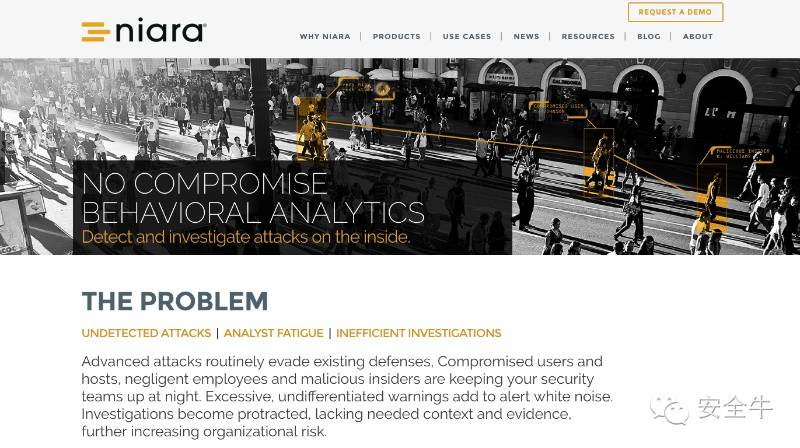 REQUEST A DEMO
niara
WHY NIARA | PRODUCTS | USE CASES | NEWS | RESOURCES | BLOG | ABOUT
COMPROMISED USER
MALICIOUS INSIDER
NO COMPROMISE
BEHAVIORAL ANALYTICS
Detect and investigate attacks on the inside.
THE PROBLEM
UNDETECTED ATTACKS | ANALYST FATIGUE | INEFFICIENT INVESTIGATIONS
Advanced attacks routinely evade existing defenses, Compromised users and
hosts, negligent employees and malicious insiders are keeping your security
teams up at night. Excessive, undifferentiated warnings add to alert white noise.
Investigations become protracted, lacking needed context and evidence,
further increasing organizational risk.
安全牛